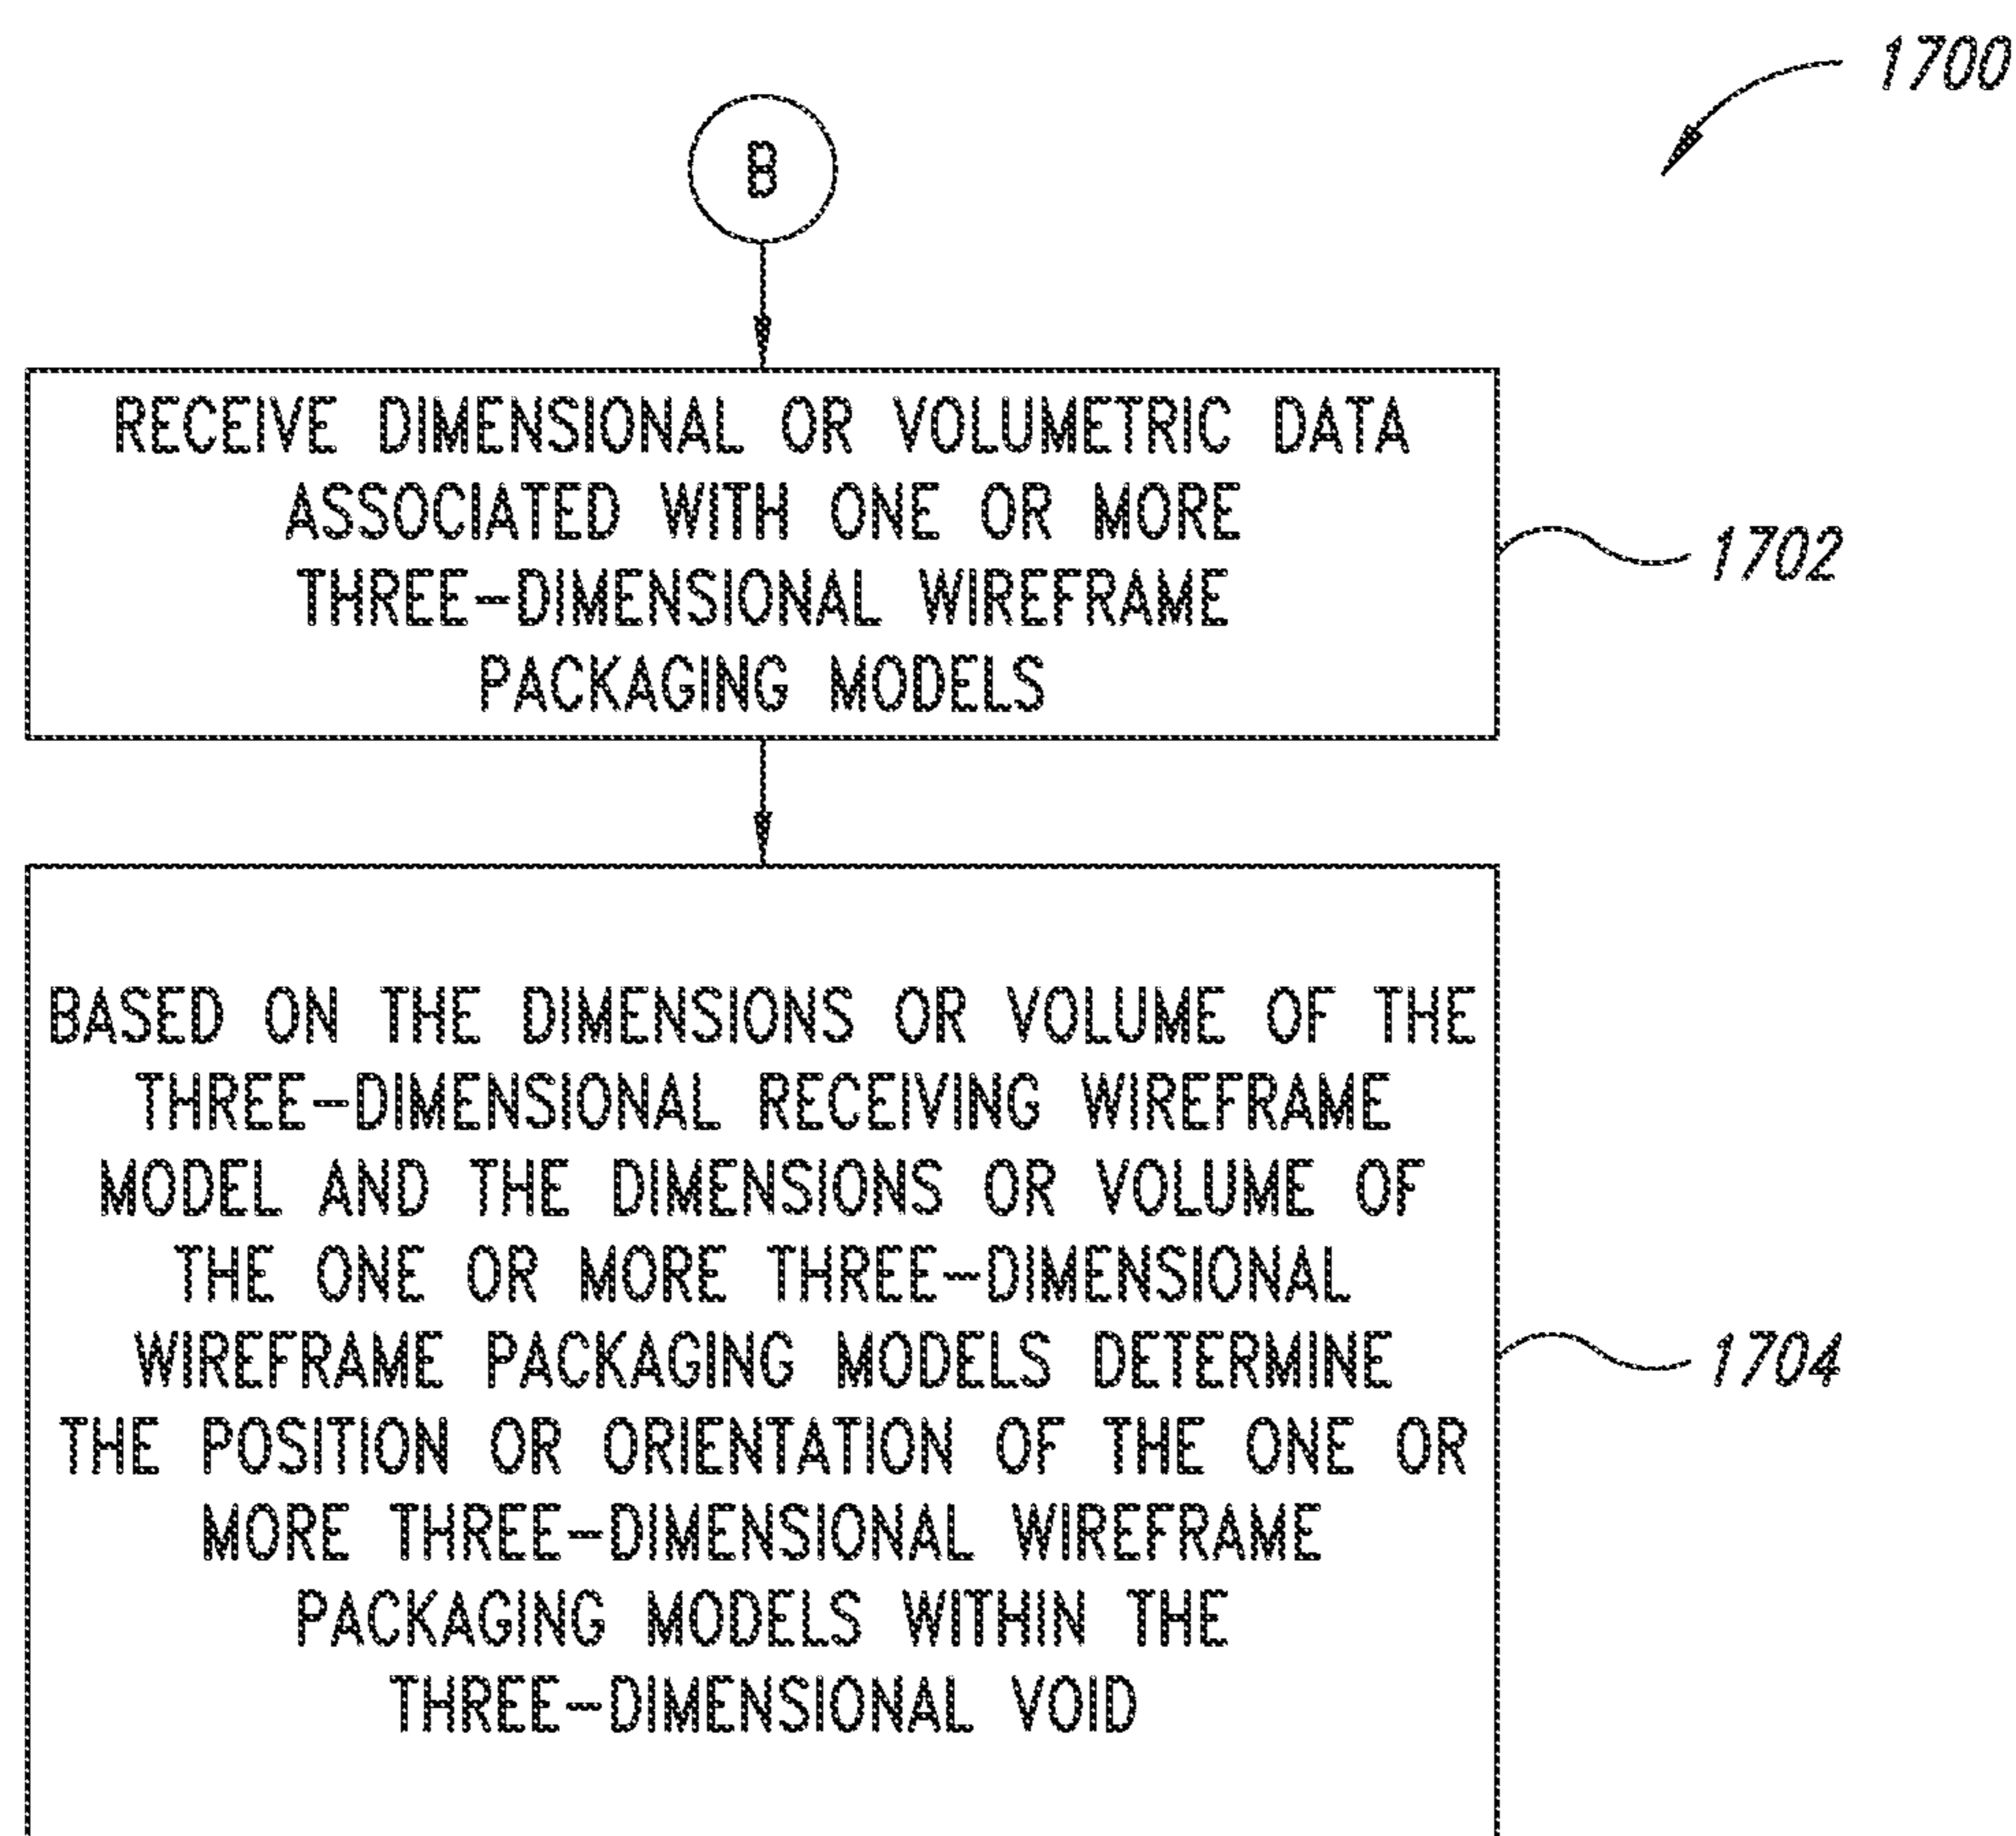 1700
B
RECEIVE DIMENSIONAL OR VOLUMETRIC DATA
ASSOCIATED WITH ONE OR MORE
THREE-DIMENSIONAL WIREFRAME
PACKAGING MODELS
1702
BASED ON THE DIMENSIONS OR VOLUME OF THE
THREE-DIMENSIONAL RECEIVING WIREFRAME
MODEL AND THE DIMENSIONS OR VOLUME OF
THE ONE OR MORE THREE-DIMENSIONAL
WIREFRAME PACKAGING MODELS DETERMINE
THE POSITION OR ORIENTATION OF THE ONE OR
MORE THREE-DIMENSIONAL WIREFRAME
PACKAGING MODELS WITHIN THE
THREE-DIMENSIONAL VOID
1704